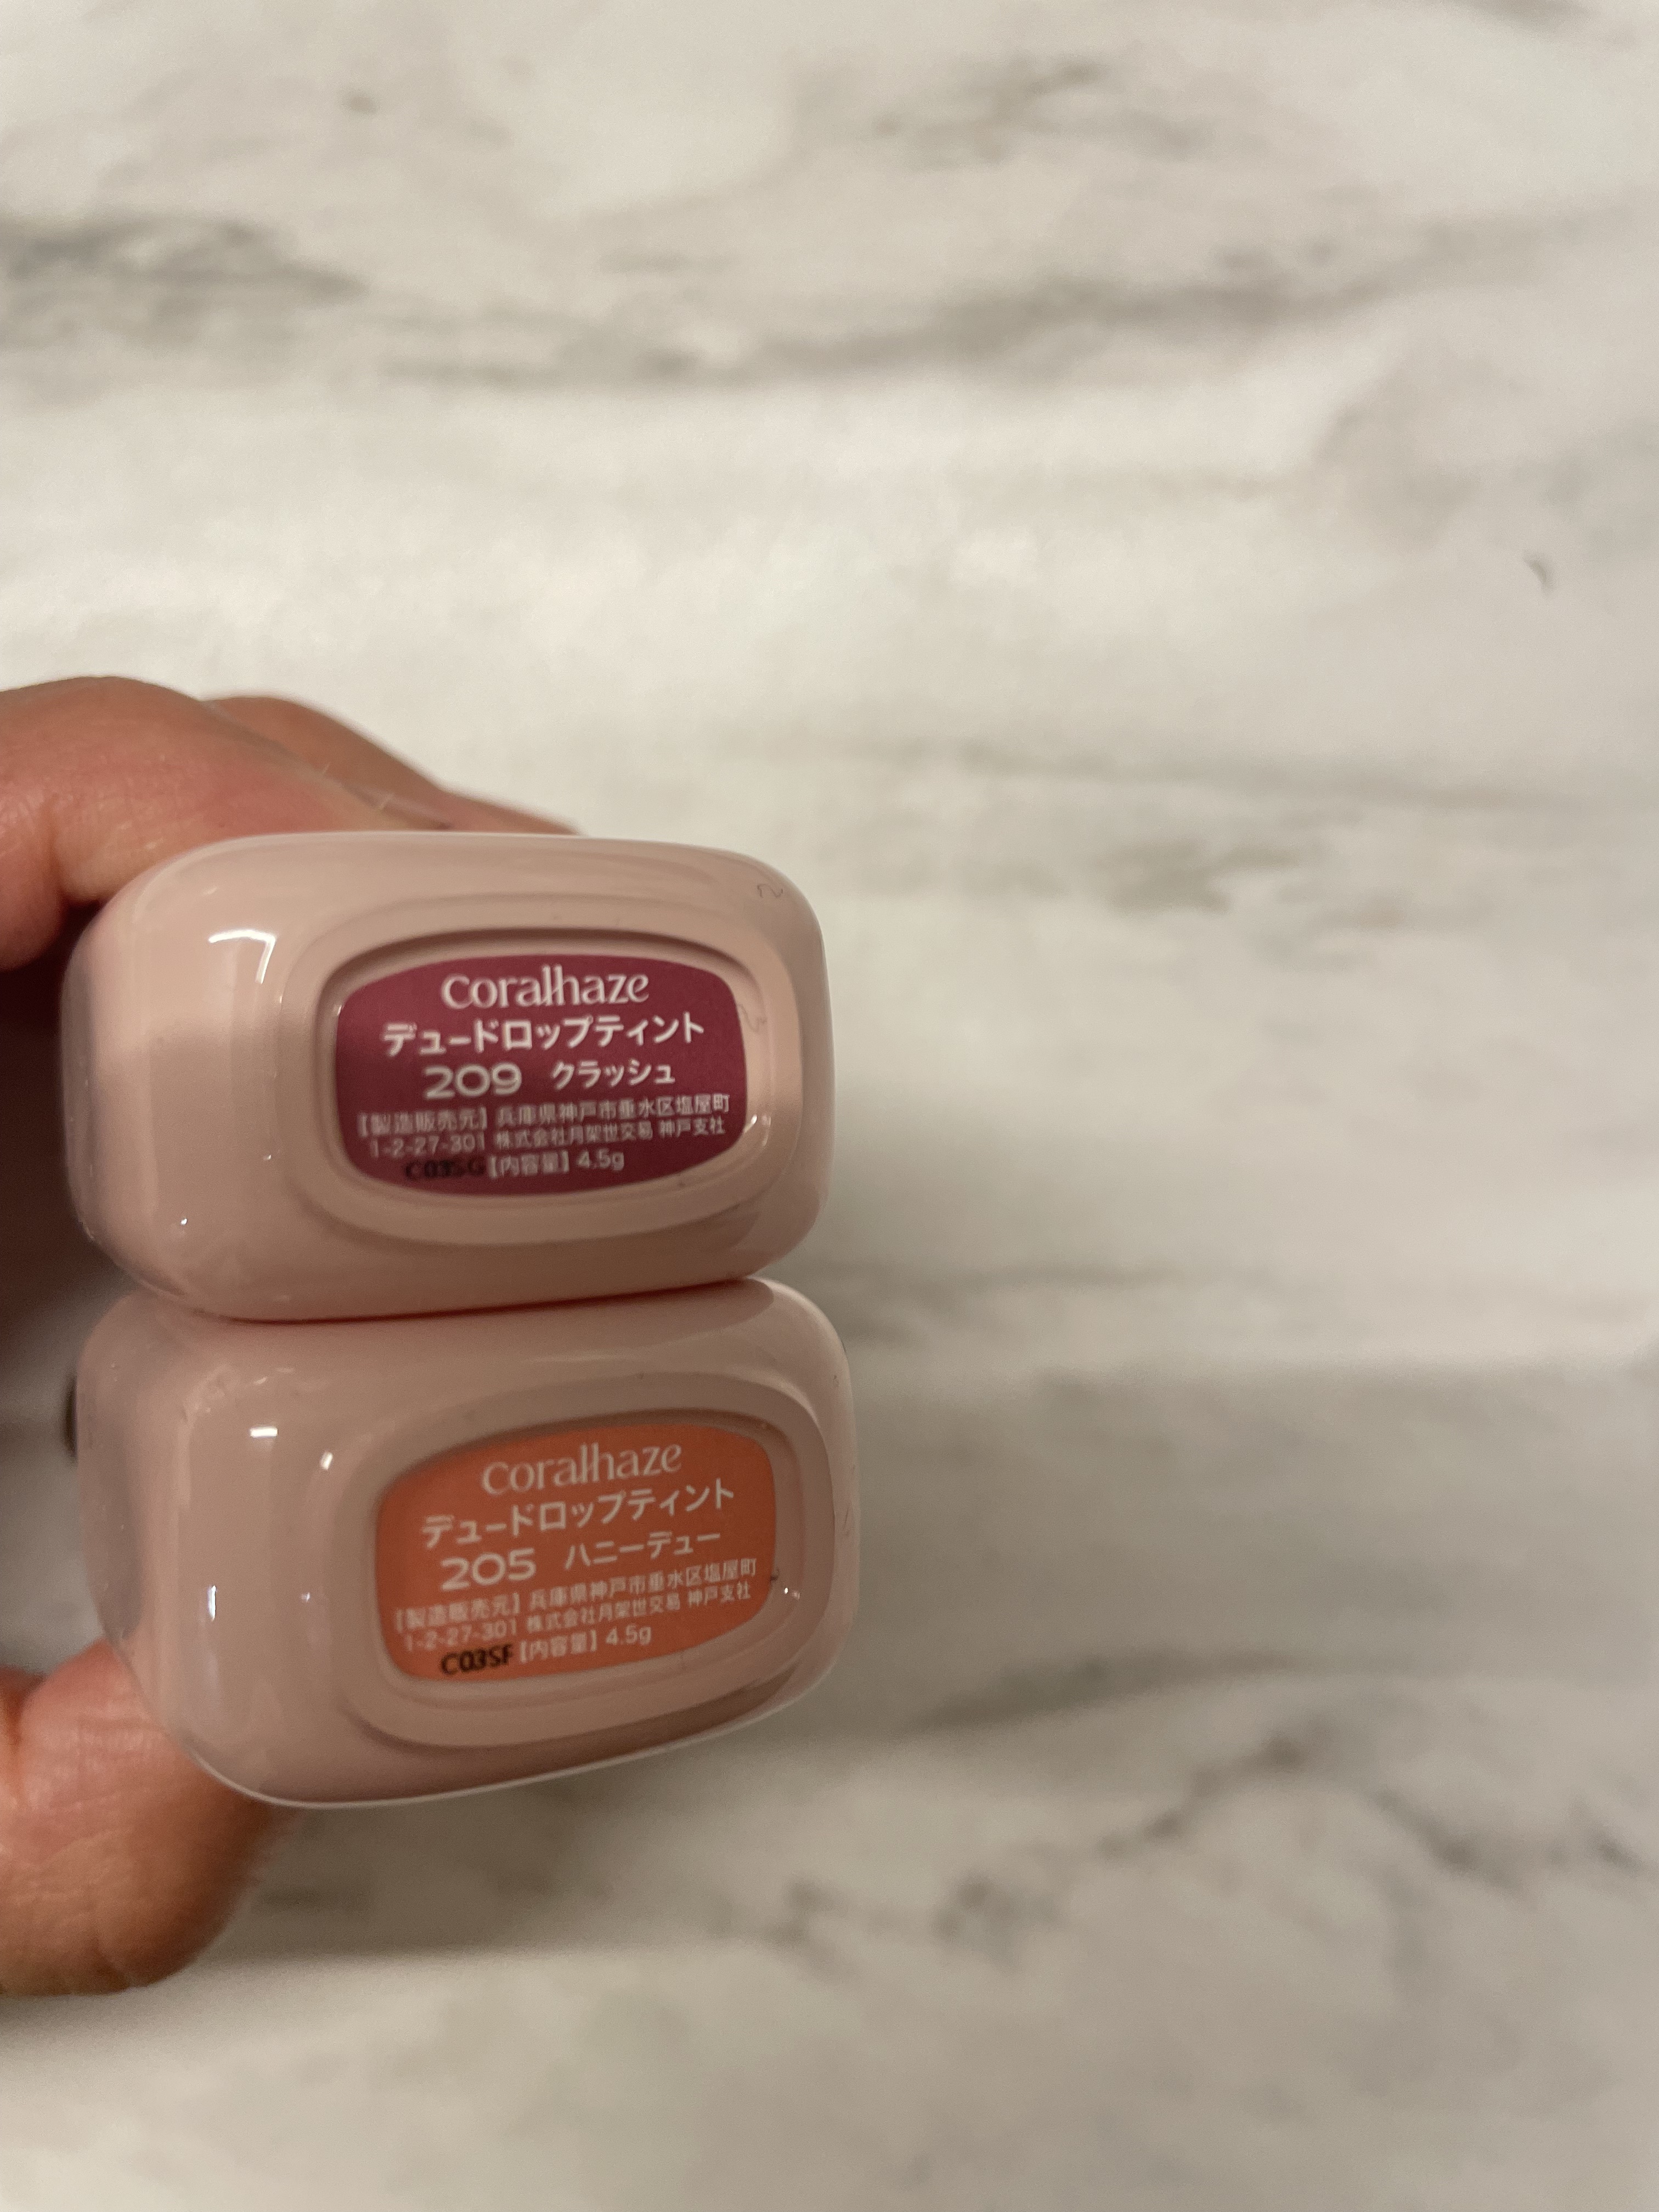 Coralhaze
デュードロップティント
209 クラッシュ
【製造販売元】兵庫県神戸市垂水区塩屋町
1-2-27-301 株式会社月架世交易 神戸支社
C03SG【内容量】4.5g
Coralhaze
デュードロップティント
205 ハニーデュー
【製造販売元】兵庫県神戸市垂水区塩屋町
1-2-27-301 株式会社月架世交易 神戸支社
C03SF【内容量】4.5g